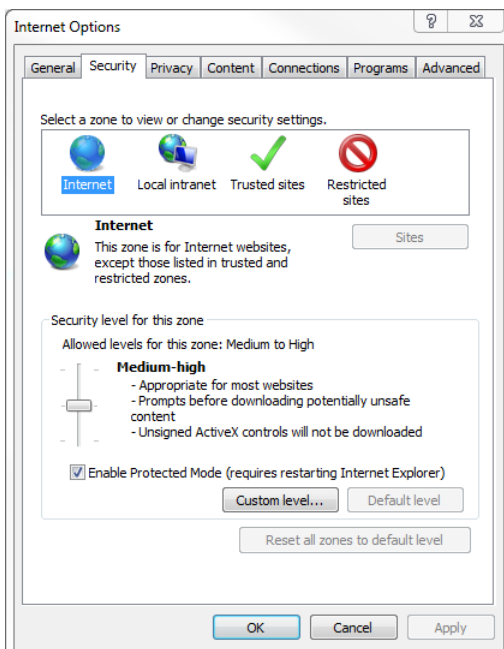 Internet Options
General Security Privacy Content Connections Programs Advanced
Select a zone to view or change security settings.
Internet Local intranet Trusted sites Restricted
sites
Internet
This zone is for Internet websites,
except those listed in trusted and
restricted zones.
Sites
Security level for this zone
Allowed levels for this zone: Medium to High
Medium-high
- Appropriate for most websites
- Prompts before downloading potentially unsafe
content
- Unsigned ActiveX controls will not be downloaded
Enable Protected Mode (requires restarting Internet Explorer)
Custom level... Default level
Reset all zones to default level
OK Cancel Apply